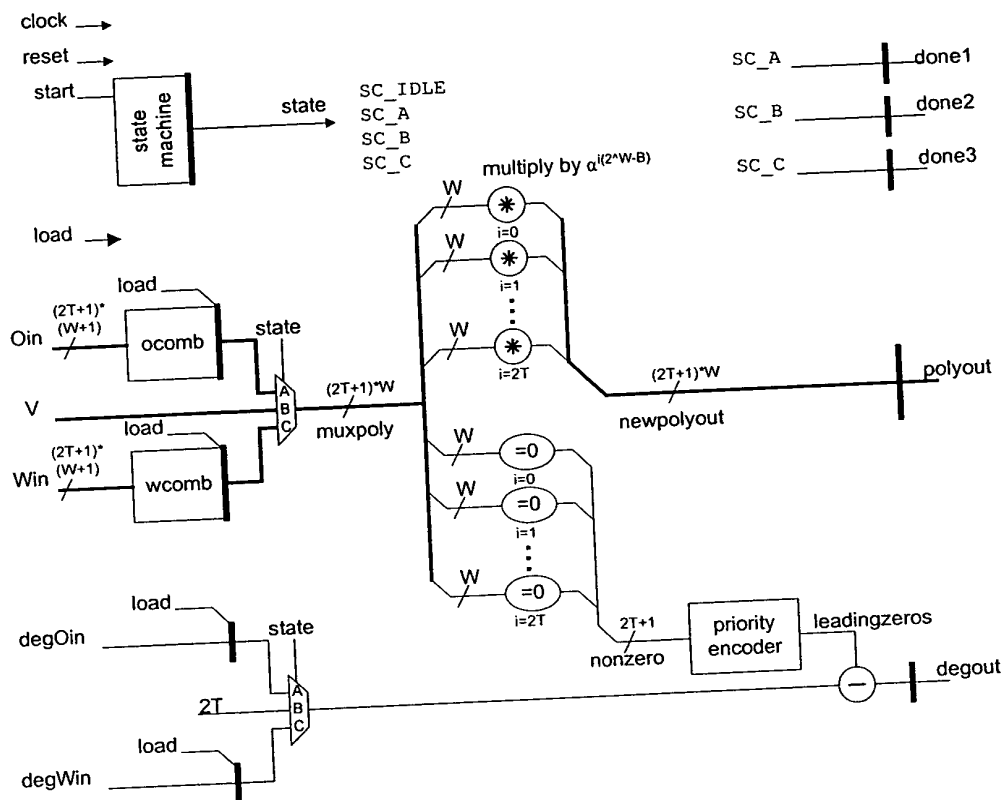 clock
reset
start
state
machine
state
SC_IDLE
SC_A
SC_B
SC_C
SC_A
done1
SC_B
done2
SC_C
done3
multiply by α^i(2^W-B)
W
*
i=0
W
*
i=1
W
*
i=2T
load
load
(2T+1)*
(W+1)
Oin
ocomb
state
V
A
B
C
(2T+1)*W
muxpoly
load
(2T+1)*
(W+1)
Win
wcomb
(2T+1)*W
newpolyout
polyout
W
=0
i=0
W
=0
i=1
W
=0
i=2T
2T+1
nonzero
priority
encoder
leadingzeros
−
degout
load
degOin
state
2T
A
B
C
load
degWin